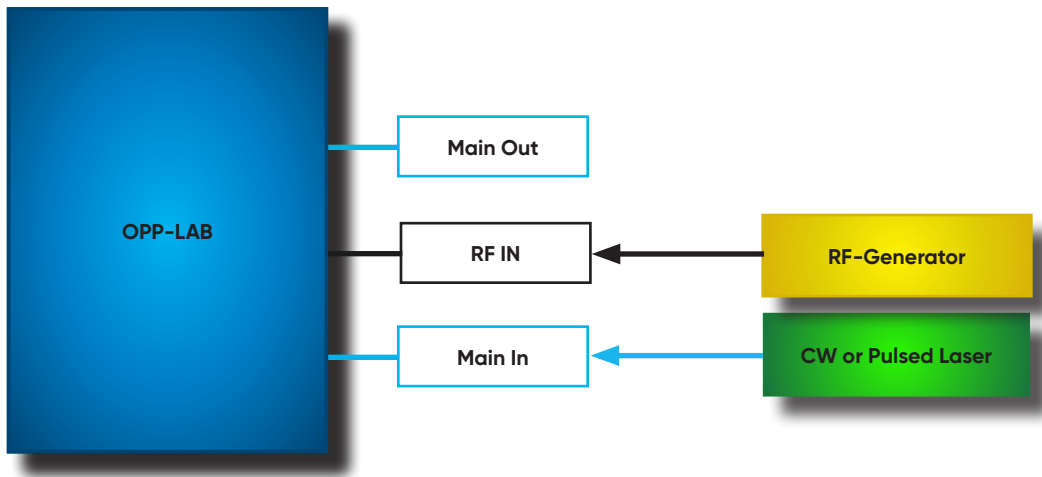 Main Out
OPP-LAB
RF IN
RF-Generator
Main In
CW or Pulsed Laser